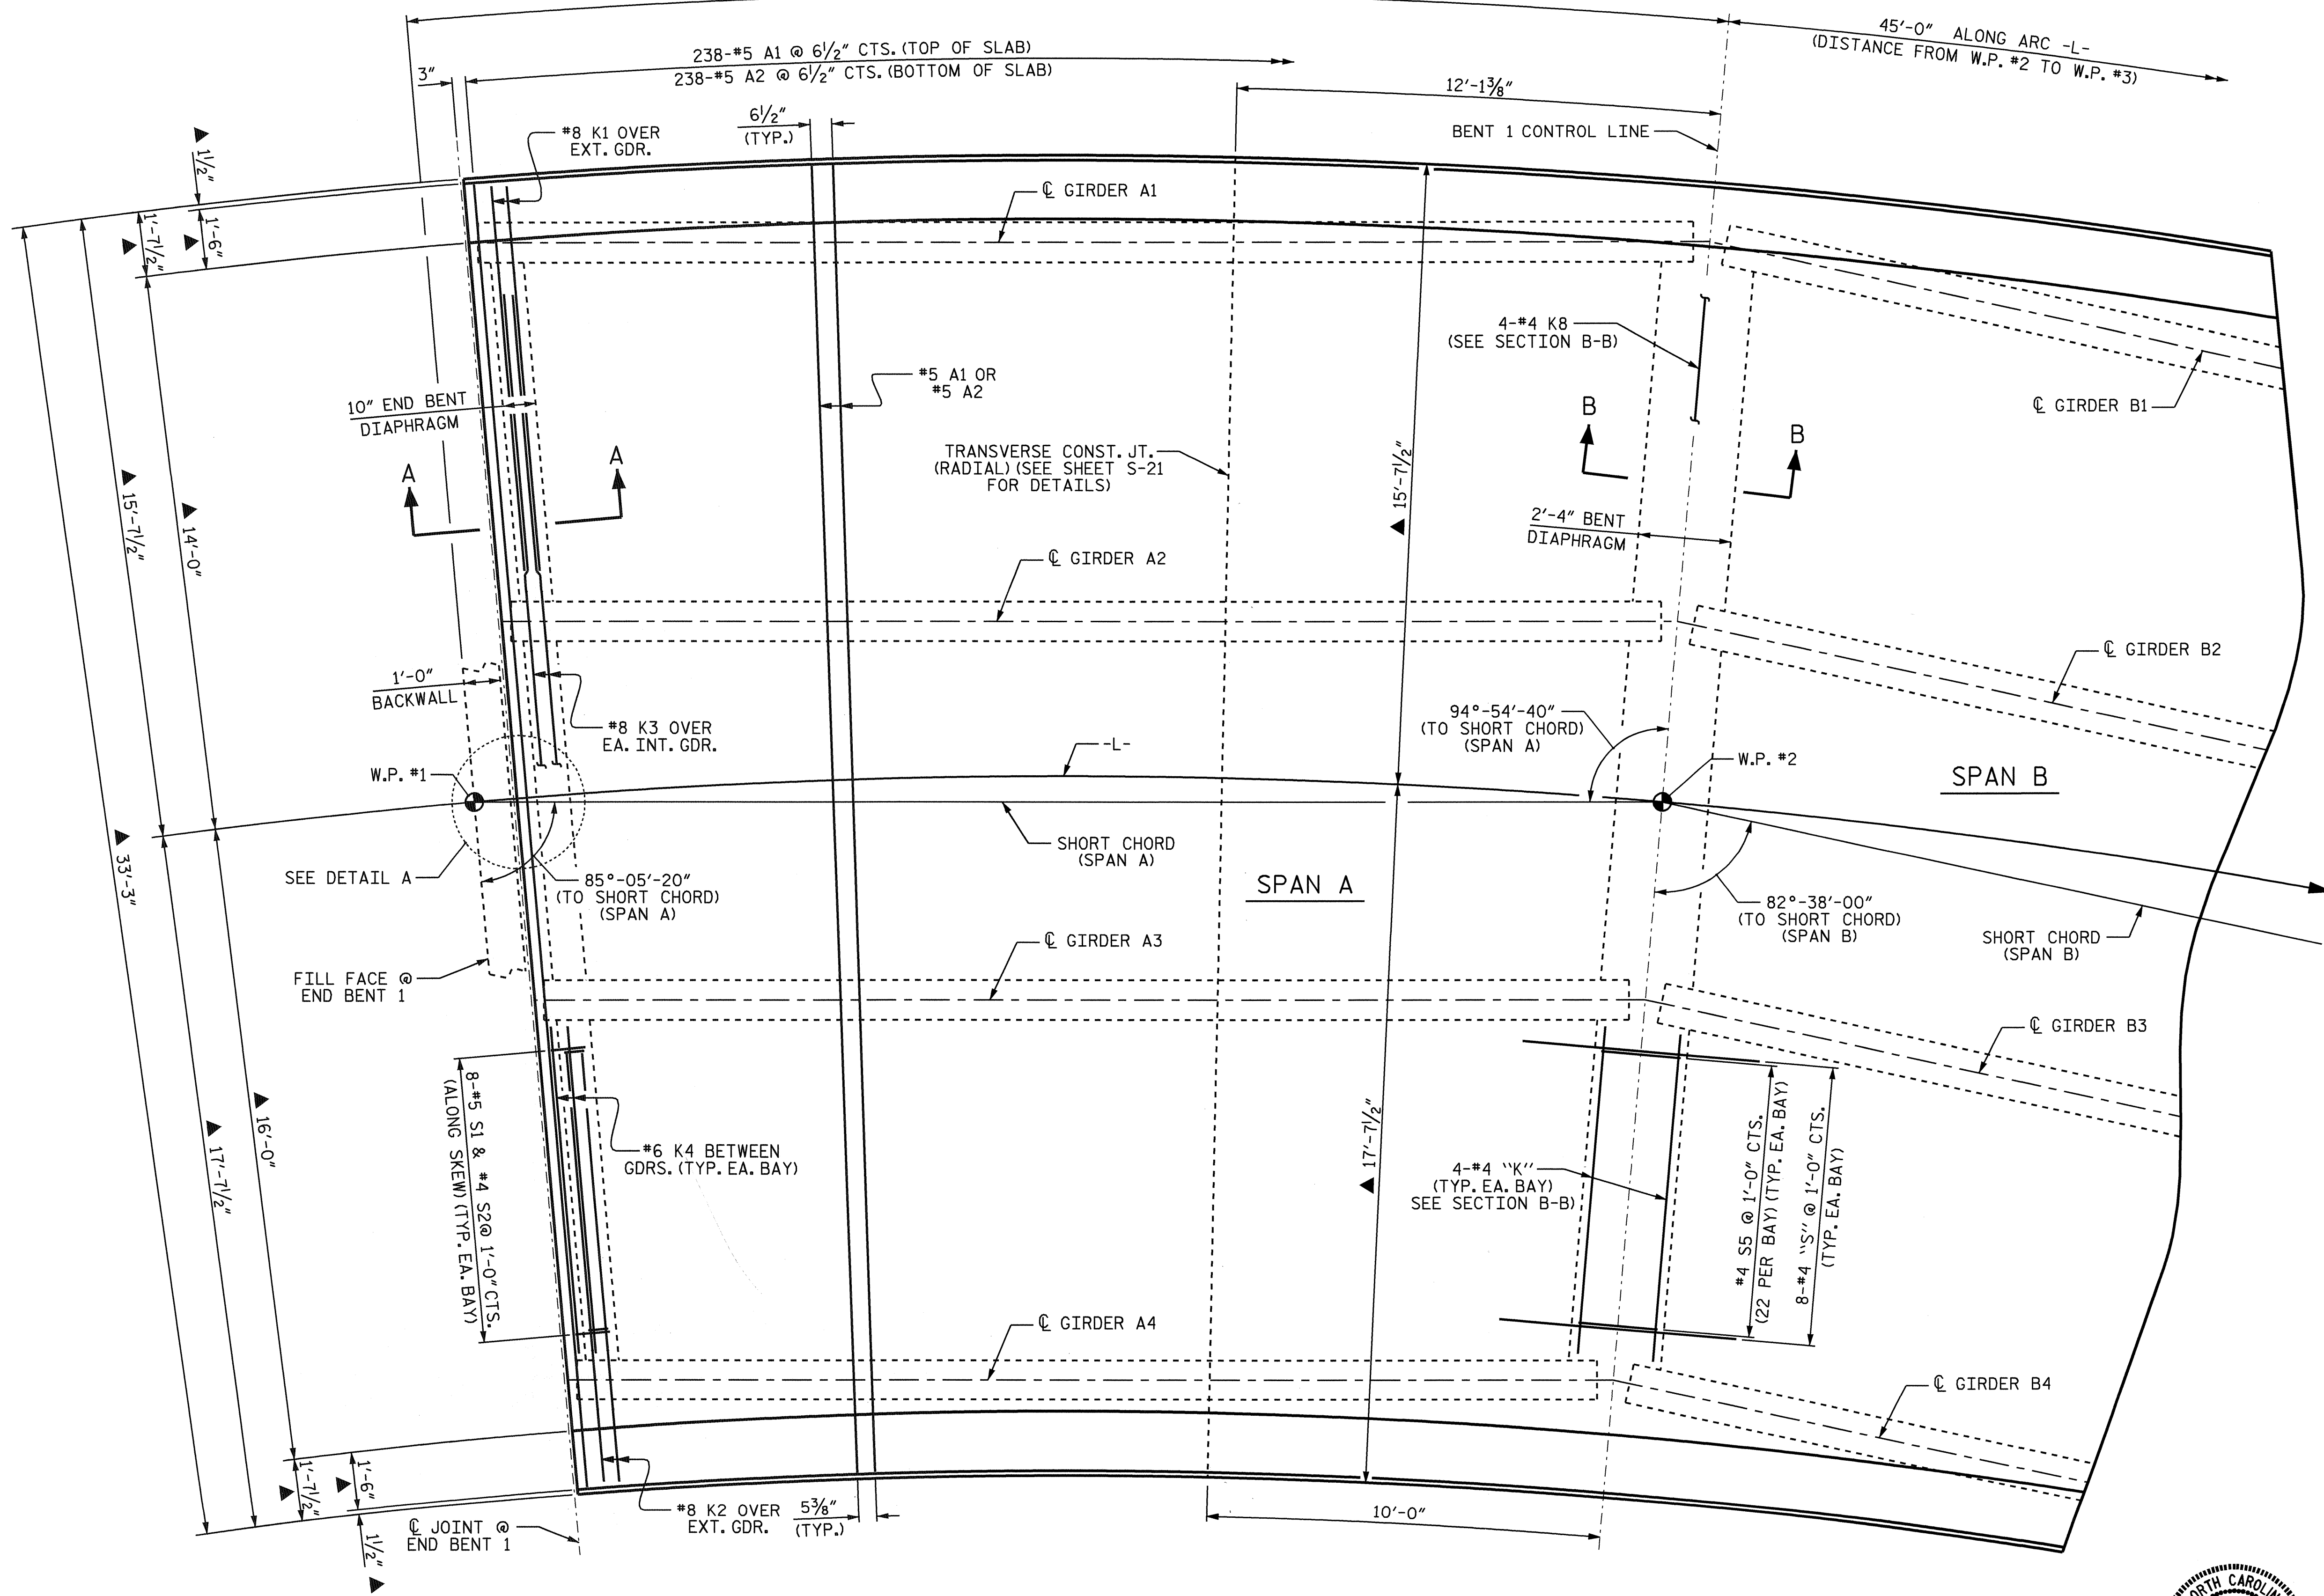 45'-0" ALONG ARC -L-
(DISTANCE FROM W.P. #2 TO W.P. #3)
238-#5 A1 @ 6½" CTS. (TOP OF SLAB)
238-#5 A2 @ 6½" CTS. (BOTTOM OF SLAB)
3"
12'-1⅜"
6½"
(TYP.)
#8 K1 OVER
EXT. GDR.
BENT 1 CONTROL LINE
▲ 1½"
1'-7½" ▲
1'-6" ▲
℄ GIRDER A1
4-#4 K8
(SEE SECTION B-B)
#5 A1 OR
#5 A2
10" END BENT
DIAPHRAGM
℄ GIRDER B1
B
B
A
A
TRANSVERSE CONST. JT.
(RADIAL) (SEE SHEET S-21
FOR DETAILS)
▲ 15'-7½"
▲ 15'-7½"
▲ 14'-0"
2'-4" BENT
DIAPHRAGM
℄ GIRDER A2
℄ GIRDER B2
1'-0"
BACKWALL
#8 K3 OVER
EA. INT. GDR.
94°-54'-40"
(TO SHORT CHORD)
(SPAN A)
-L-
W.P. #1
W.P. #2
SPAN B
▲ 33'-3"
SHORT CHORD
(SPAN A)
SEE DETAIL A
85°-05'-20"
(TO SHORT CHORD)
(SPAN A)
SPAN A
82°-38'-00"
(TO SHORT CHORD)
(SPAN B)
SHORT CHORD
(SPAN B)
℄ GIRDER A3
FILL FACE @
END BENT 1
℄ GIRDER B3
8-#5 S1 & #4 S2@ 1'-0" CTS.
(ALONG SKEW) (TYP. EA. BAY)
▲ 17'-7½"
▲ 16'-0"
#6 K4 BETWEEN
GDRS. (TYP. EA. BAY)
▲ 17'-7½"
4-#4 "K"
(TYP. EA. BAY)
SEE SECTION B-B)
#4 S5 @ 1'-0" CTS.
(22 PER BAY) (TYP. EA. BAY)
8-#4 "S" @ 1'-0" CTS.
(TYP. EA. BAY)
℄ GIRDER A4
℄ GIRDER B4
1'-7½" ▲
1'-6" ▲
1½" ▲
#8 K2 OVER
EXT. GDR.
5⅜"
(TYP.)
10'-0"
℄ JOINT @
END BENT 1
NORTH CAROLIN